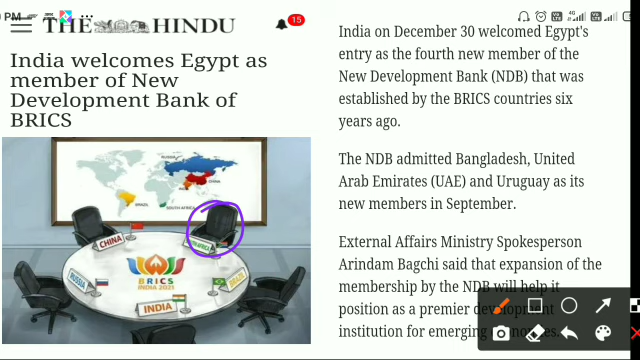 THE HINDU
15
India welcomes Egypt as
member of New
Development Bank of
BRICS
RUSSIA
CHINA
BRAZIL
SOUTH AFRICA
CHINA
RUSSIA
BRAZIL
BRICS
INDIA 2021
INDIA
India on December 30 welcomed Egypt's
entry as the fourth new member of the
New Development Bank (NDB) that was
established by the BRICS countries six
years ago.
The NDB admitted Bangladesh, United
Arab Emirates (UAE) and Uruguay as its
new members in September.
External Affairs Ministry Spokesperson
Arindam Bagchi said that expansion of the
membership by the NDB will help it
position as a premier development
institution for emerging